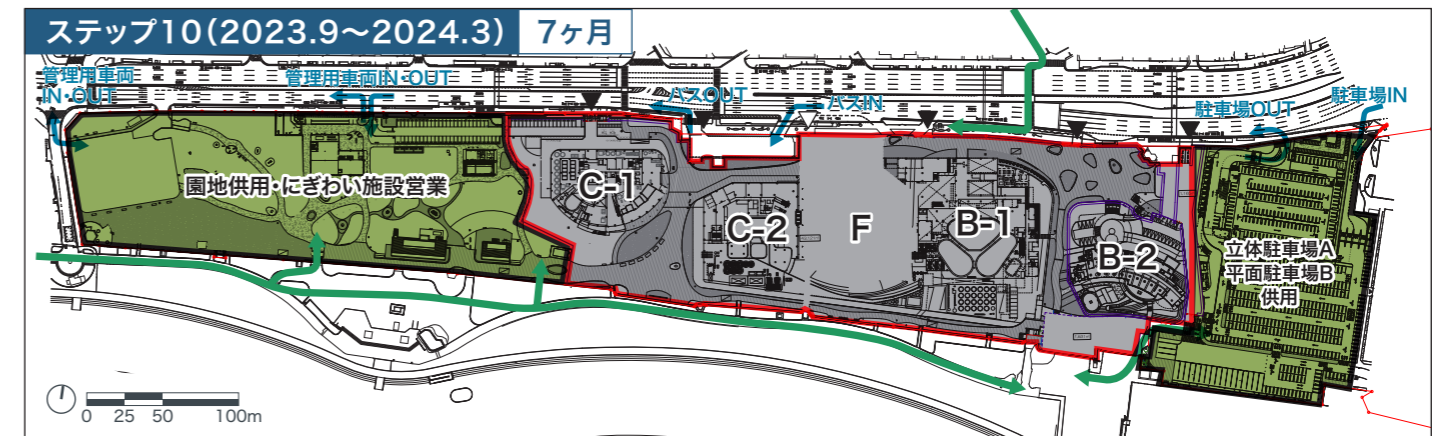 ステップ10(2023.9～2024.3) 7ヶ月
管理用車両
IN・OUT
管理用車両IN・OUT
バスOUT
バスIN
駐車場OUT
駐車場IN
園地供用・にぎわい施設営業
C-1
C-2
F
B-1
B-2
立体駐車場A
平面駐車場B
供用
0 25 50 100m